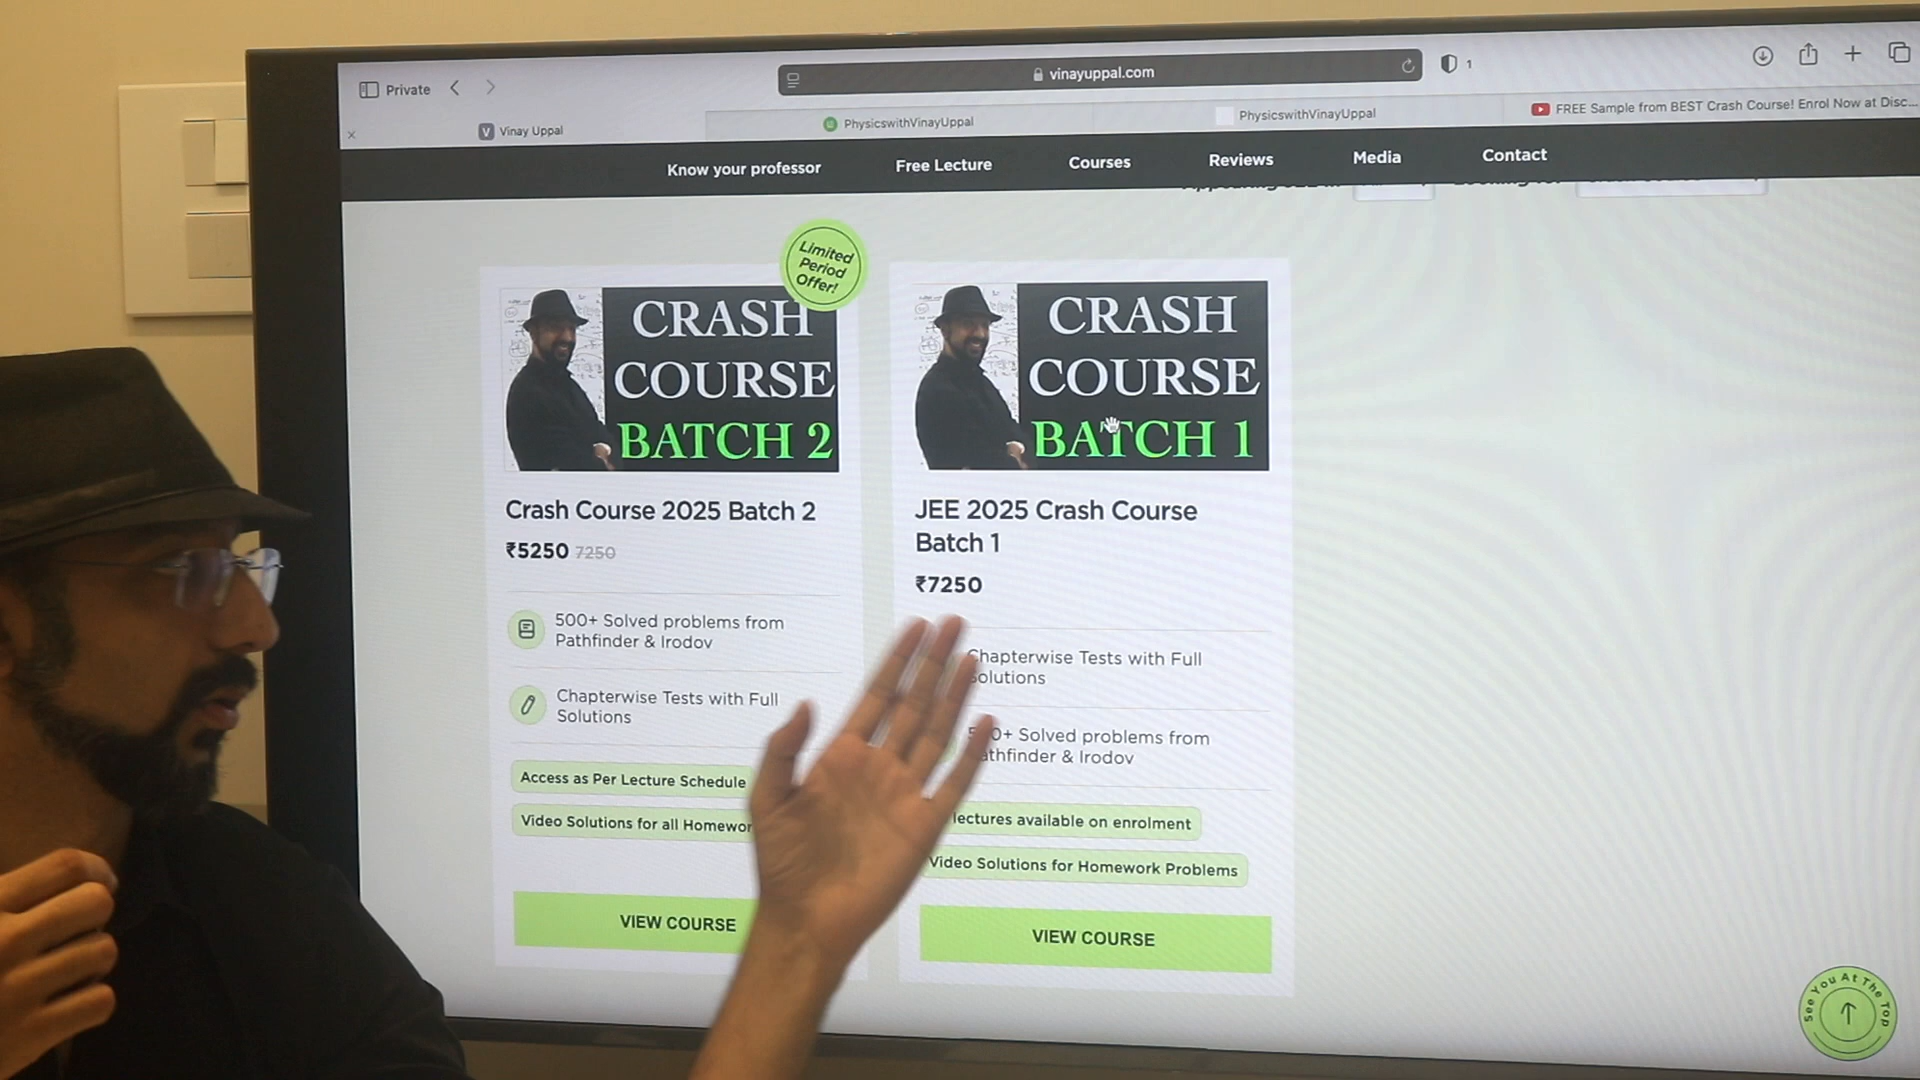 Private
vinayuppal.com
1
Vinay Uppal
PhysicswithVinayUppal
PhysicswithVinayUppal
FREE Sample from BEST Crash Course! Enrol Now at Disc...
Know your professor
Free Lecture
Courses
Reviews
Media
Contact
Limited
Period
Offer!
CRASH
COURSE
BATCH 2
Crash Course 2025 Batch 2
₹5250 7250
500+ Solved problems from
Pathfinder & Irodov
Chapterwise Tests with Full
Solutions
Access as Per Lecture Schedule
Video Solutions for all
VIEW COURSE
CRASH
COURSE
BATCH 1
JEE 2025 Crash Course
Batch 1
₹7250
Chapterwise Tests with Full
Solutions
Solved problems from
& Irodov
lectures available on enrolment
Video Solutions for Homework Problems
VIEW COURSE
See You At The Top